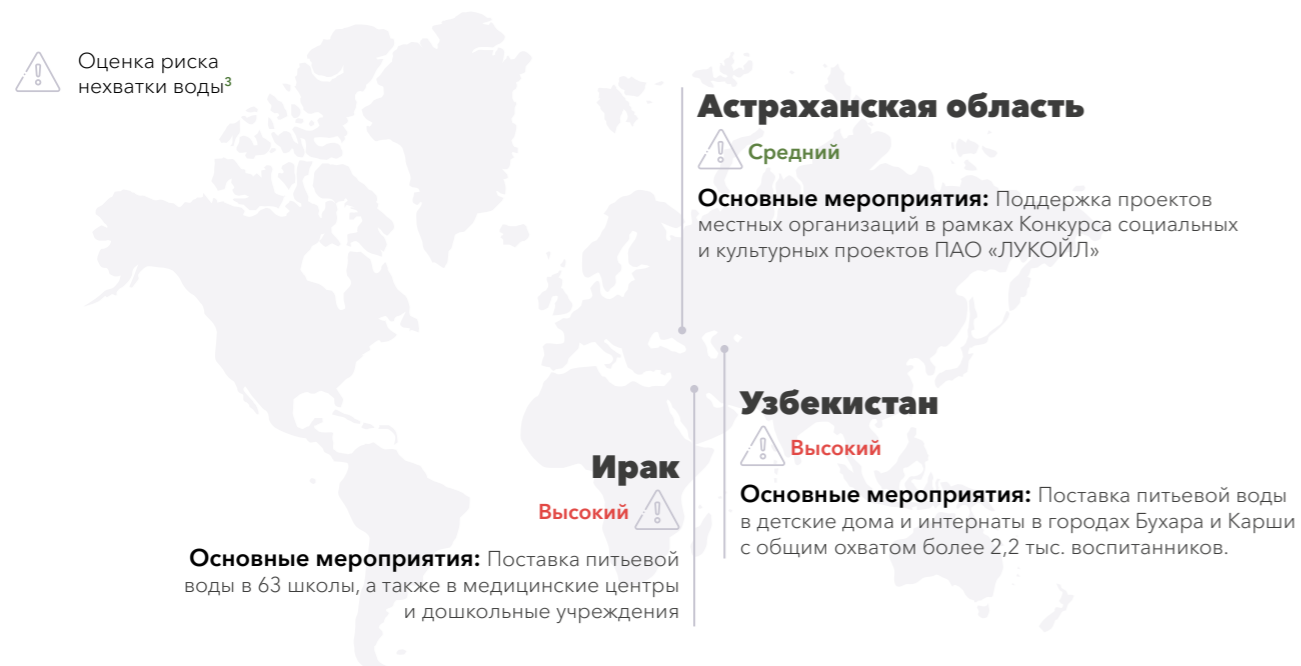 Оценка риска
нехватки воды³
Астраханская область
Средний
Основные мероприятия: Поддержка проектов
местных организаций в рамках Конкурса социальных
и культурных проектов ПАО «ЛУКОЙЛ»
Узбекистан
Высокий
Основные мероприятия: Поставка питьевой воды
в детские дома и интернаты в городах Бухара и Карши
с общим охватом более 2,2 тыс. воспитанников.
Ирак
Высокий
Основные мероприятия: Поставка питьевой
воды в 63 школы, а также в медицинские центры
и дошкольные учреждения